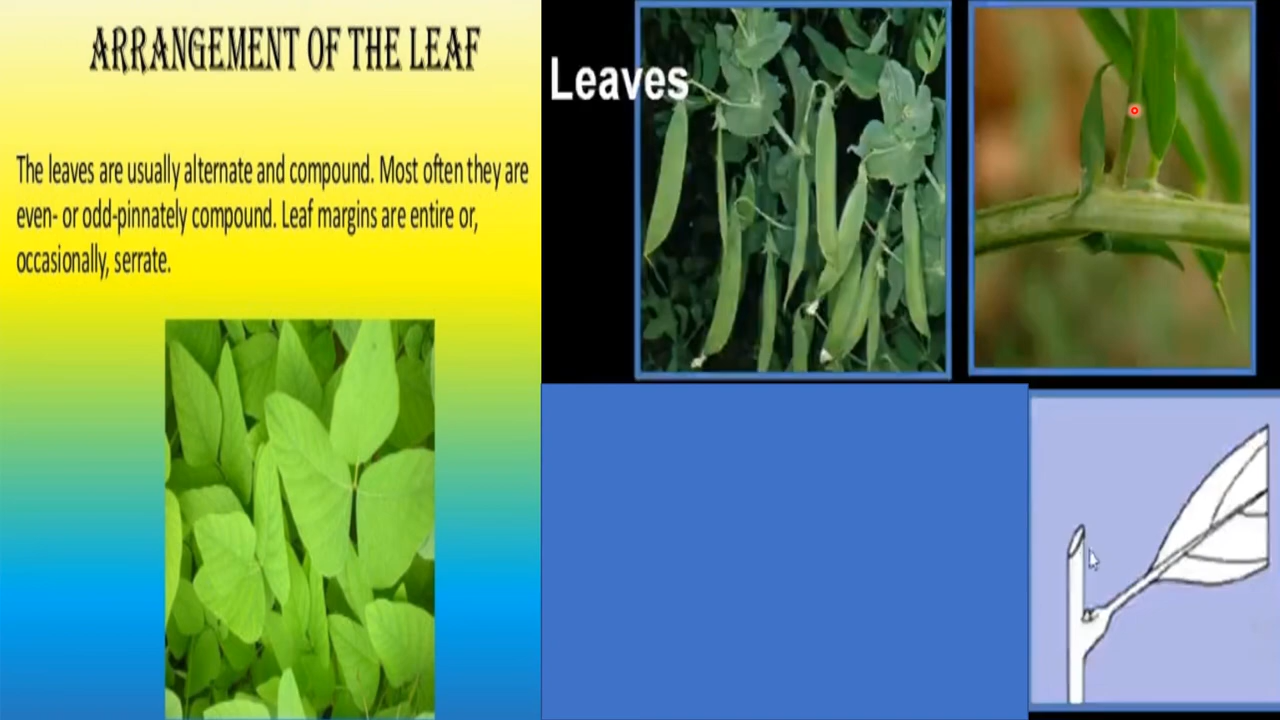 ARRANGEMENT OF THE LEAF
The leaves are usually alternate and compound. Most often they are
even- or odd-pinnately compound. Leaf margins are entire or,
occasionally, serrate.
Leaves